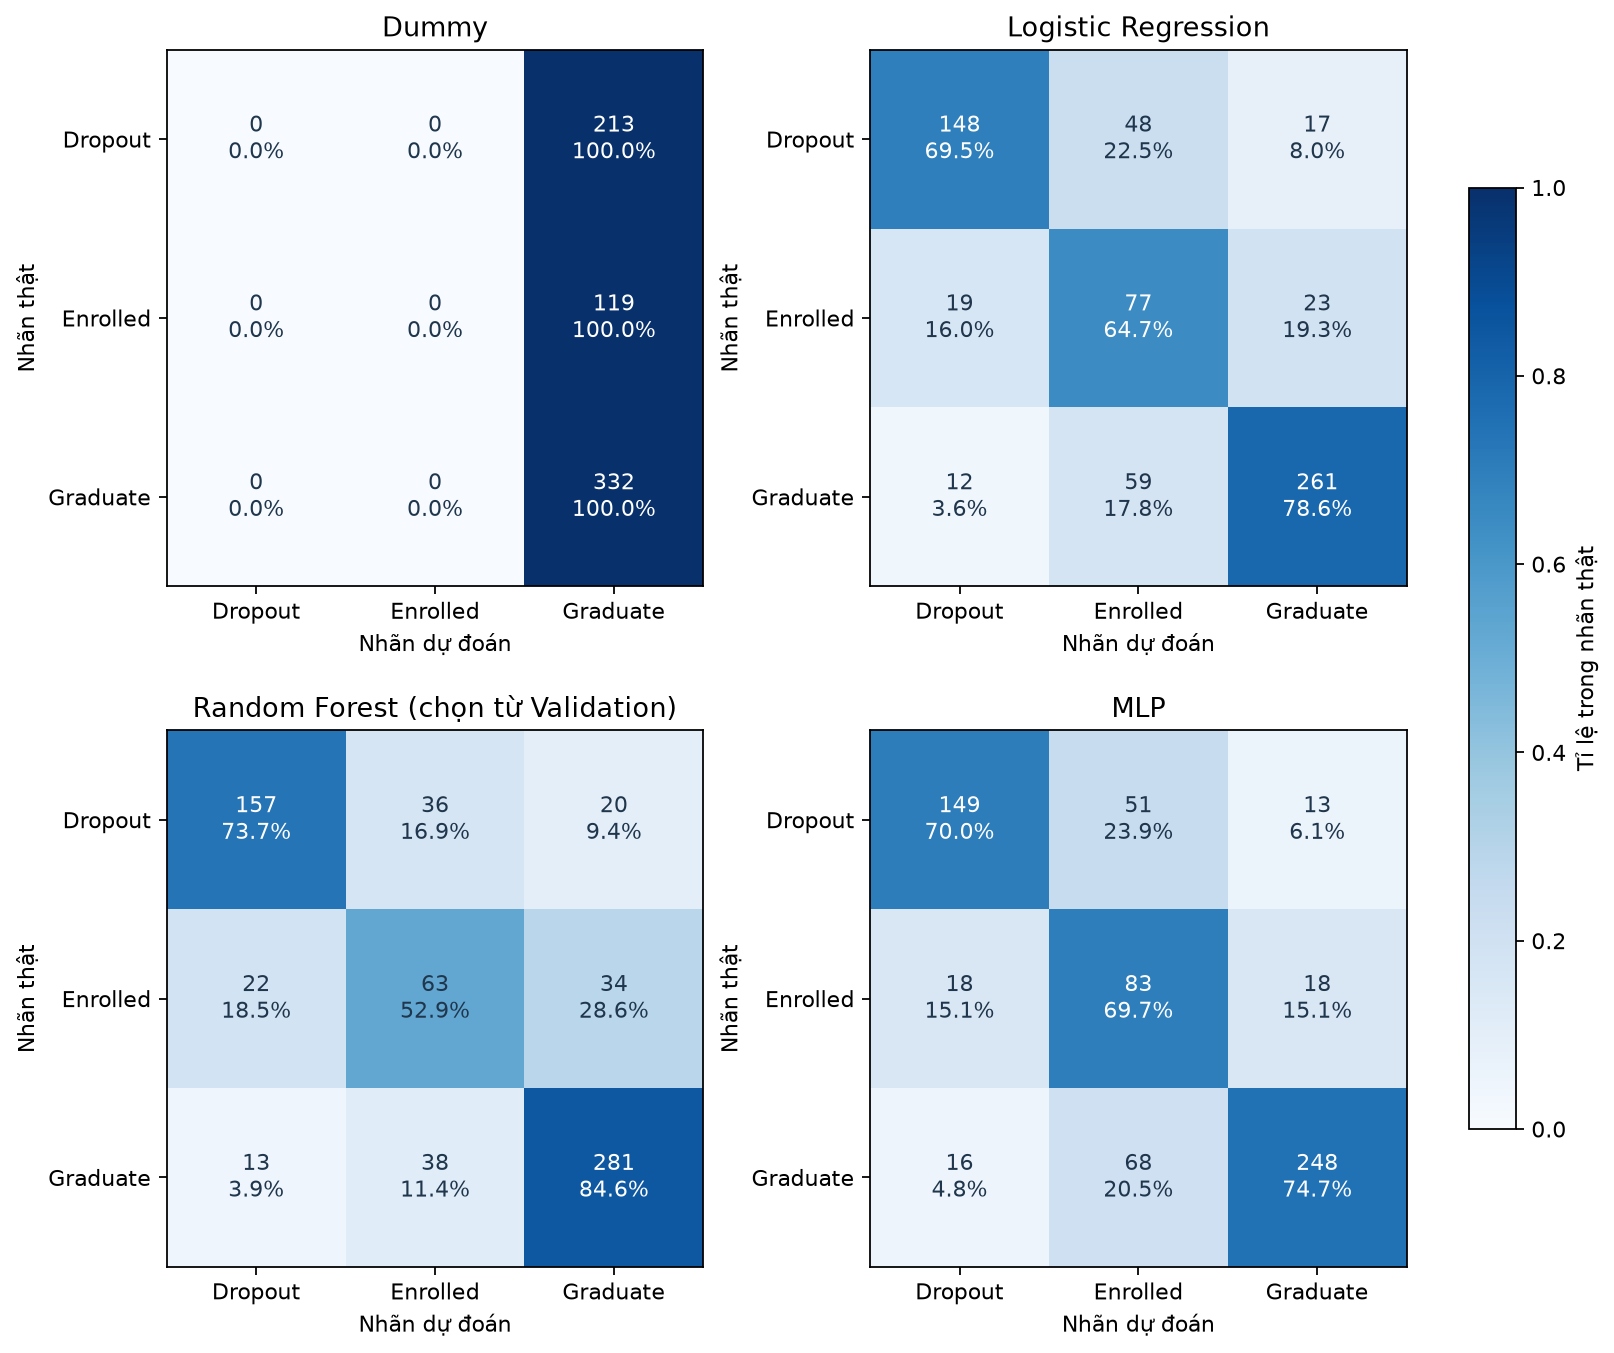 Dummy
Nhãn thật
Dropout
0
0.0%
0
0.0%
213
100.0%
Enrolled
0
0.0%
0
0.0%
119
100.0%
Graduate
0
0.0%
0
0.0%
332
100.0%
Dropout Enrolled Graduate
Nhãn dự đoán
Logistic Regression
Nhãn thật
Dropout
148
69.5%
48
22.5%
17
8.0%
Enrolled
19
16.0%
77
64.7%
23
19.3%
Graduate
12
3.6%
59
17.8%
261
78.6%
Dropout Enrolled Graduate
Nhãn dự đoán
Random Forest (chọn từ Validation)
Nhãn thật
Dropout
157
73.7%
36
16.9%
20
9.4%
Enrolled
22
18.5%
63
52.9%
34
28.6%
Graduate
13
3.9%
38
11.4%
281
84.6%
Dropout Enrolled Graduate
Nhãn dự đoán
MLP
Nhãn thật
Dropout
149
70.0%
51
23.9%
13
6.1%
Enrolled
18
15.1%
83
69.7%
18
15.1%
Graduate
16
4.8%
68
20.5%
248
74.7%
Dropout Enrolled Graduate
Nhãn dự đoán
1.0
0.8
0.6
0.4
0.2
0.0
Tỉ lệ trong nhãn thật